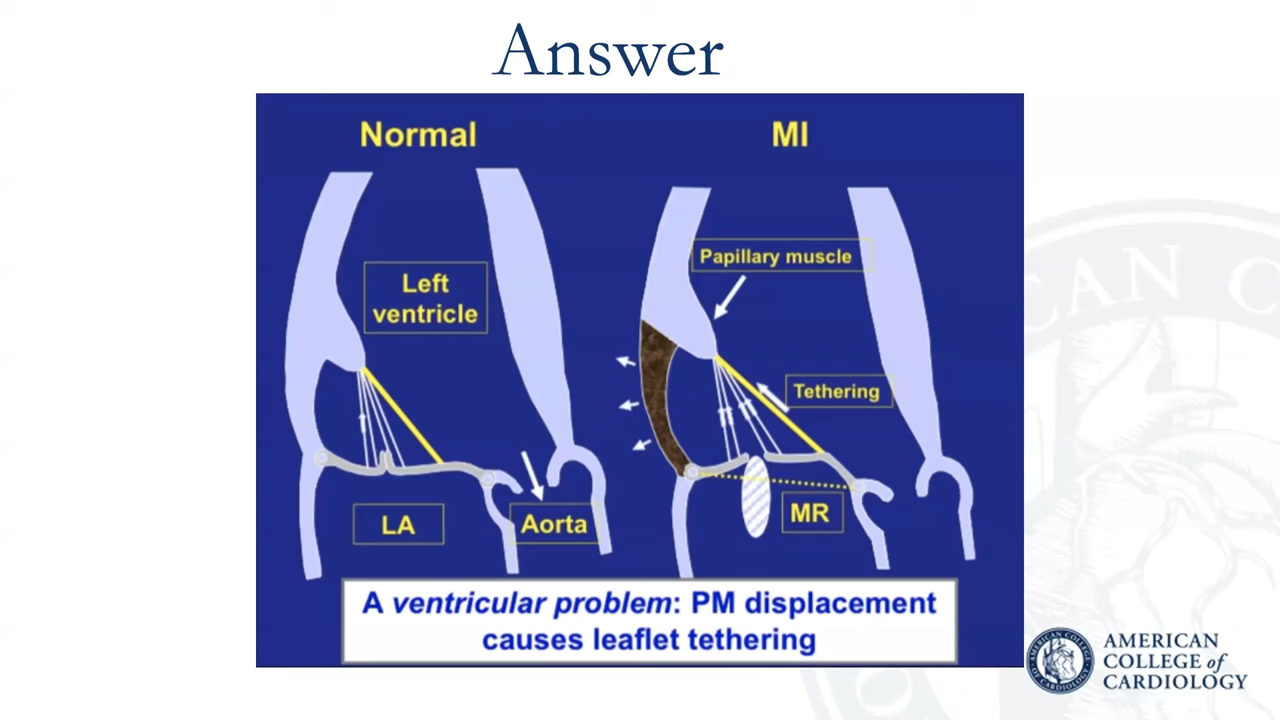 Answer
Normal
MI
Papillary muscle
Left
ventricle
Tethering
LA
Aorta
MR
A ventricular problem: PM displacement
causes leaflet tethering
AMERICAN
COLLEGE of
CARDIOLOGY